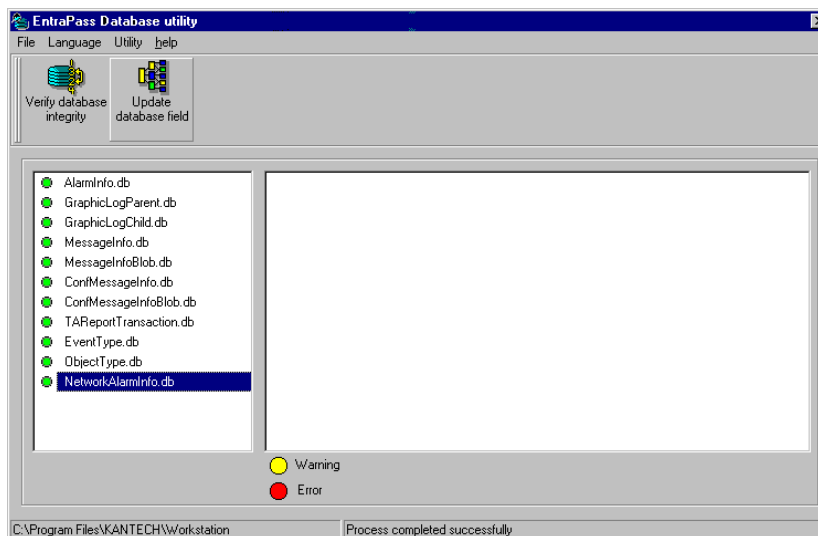 EntraPass Database utility
File Language Utility help
Verify database integrity
Update database field
AlarmInfo.db
GraphicLogParent.db
GraphicLogChild.db
MessageInfo.db
MessageInfoBlob.db
ConfMessageInfo.db
ConfMessageInfoBlob.db
TAReportTransaction.db
EventType.db
ObjectType.db
NetworkAlarmInfo.db
Warning
Error
C:\Program Files\KANTECH\Workstation
Process completed successfully